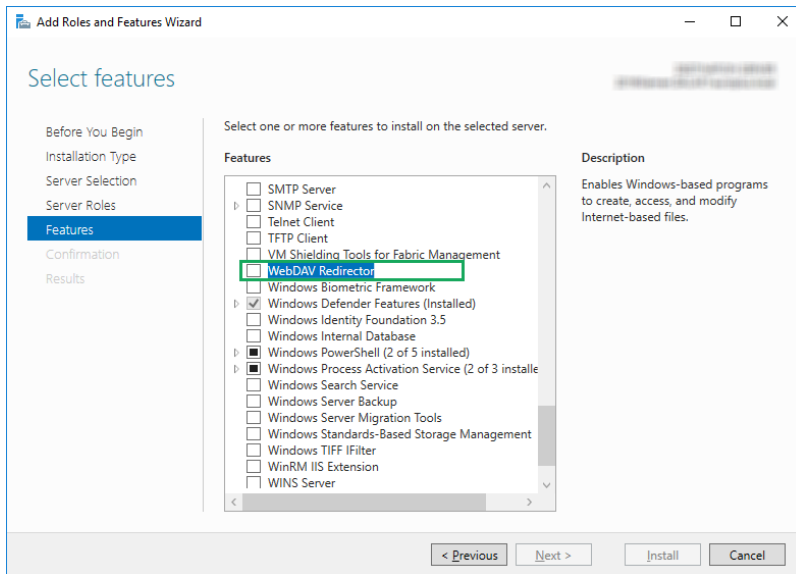 Add Roles and Features Wizard
Select features
Before You Begin
Installation Type
Server Selection
Server Roles
Features
Confirmation
Results
Select one or more features to install on the selected server.
Features
SMTP Server
SNMP Service
Telnet Client
TFTP Client
VM Shielding Tools for Fabric Management
WebDAV Redirector
Windows Biometric Framework
Windows Defender Features (Installed)
Windows Identity Foundation 3.5
Windows Internal Database
Windows PowerShell (2 of 5 installed)
Windows Process Activation Service (2 of 3 installe
Windows Search Service
Windows Server Backup
Windows Server Migration Tools
Windows Standards-Based Storage Management
Windows TIFF IFilter
WinRM IIS Extension
WINS Server
Description
Enables Windows-based programs
to create, access, and modify
Internet-based files.
< Previous
Next >
Install
Cancel